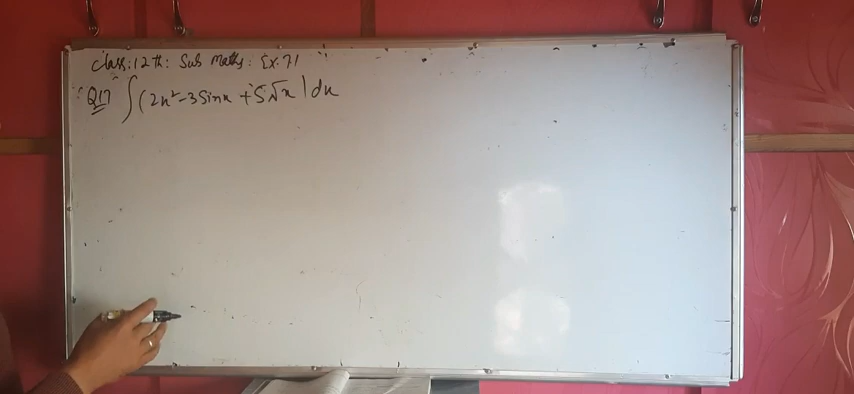 Class: 12th: Sub Maths: Ex. 7.1
Q17 ∫(2x²-3Sinx + 5√x) dx